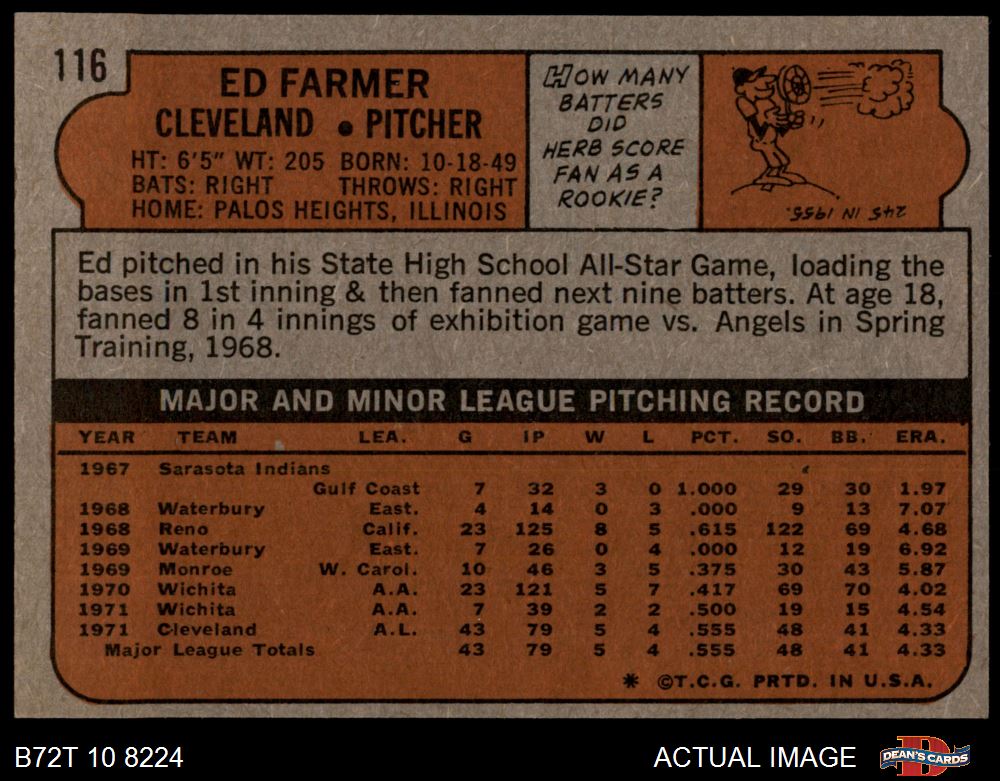 116
ED FARMER
CLEVELAND • PITCHER
HT: 6'5" WT: 205 BORN: 10-18-49
BATS: RIGHT THROWS: RIGHT
HOME: PALOS HEIGHTS, ILLINOIS
HOW MANY
BATTERS
DID
HERB SCORE
FAN AS A
ROOKIE?
245 IN 1955.
Ed pitched in his State High School All-Star Game, loading the
bases in 1st inning & then fanned next nine batters. At age 18,
fanned 8 in 4 innings of exhibition game vs. Angels in Spring
Training, 1968.
MAJOR AND MINOR LEAGUE PITCHING RECORD
YEAR TEAM LEA. G IP W L PCT. SO. BB. ERA.
1967 Sarasota Indians
Gulf Coast 7 32 3 0 1.000 29 30 1.97
1968 Waterbury East. 4 14 0 3 .000 9 13 7.07
1968 Reno Calif. 23 125 8 5 .615 122 69 4.68
1969 Waterbury East. 7 26 0 4 .000 12 19 6.92
1969 Monroe W. Carol. 10 46 3 5 .375 30 43 5.87
1970 Wichita A.A. 23 121 5 7 .417 69 70 4.02
1971 Wichita A.A. 7 39 2 2 .500 19 15 4.54
1971 Cleveland A.L. 43 79 5 4 .555 48 41 4.33
Major League Totals 43 79 5 4 .555 48 41 4.33
* ©T.C.G. PRTD. IN U.S.A.
B72T 10 8224
ACTUAL IMAGE
D
DEAN'S CARDS